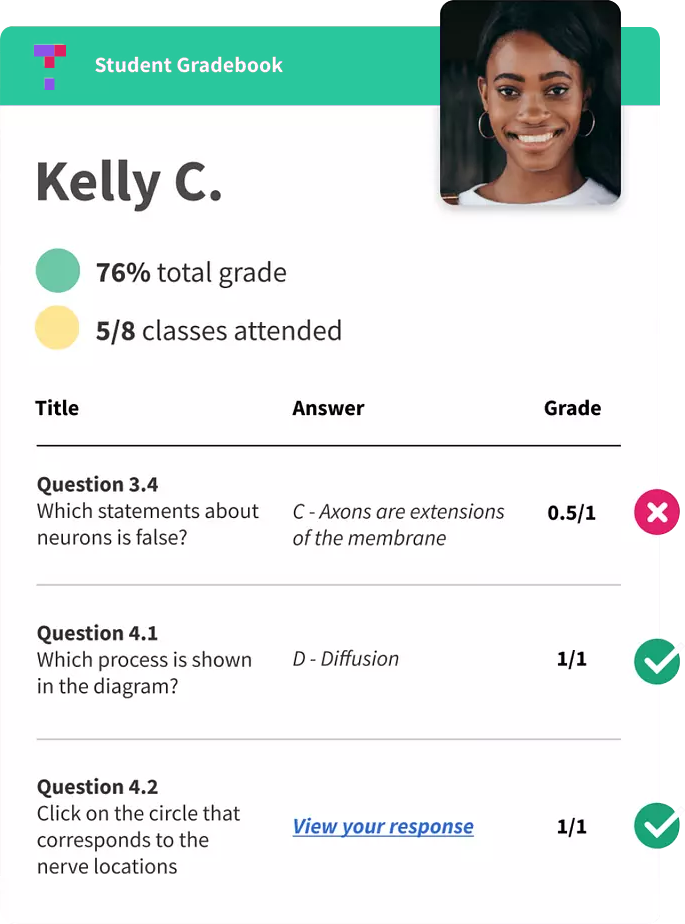 Student Gradebook
Kelly C.
76% total grade
5/8 classes attended
Title Answer Grade
Question 3.4
Which statements about
neurons is false?
C - Axons are extensions
of the membrane
0.5/1
Question 4.1
Which process is shown
in the diagram?
D - Diffusion
1/1
Question 4.2
Click on the circle that
corresponds to the
nerve locations
View your response
1/1